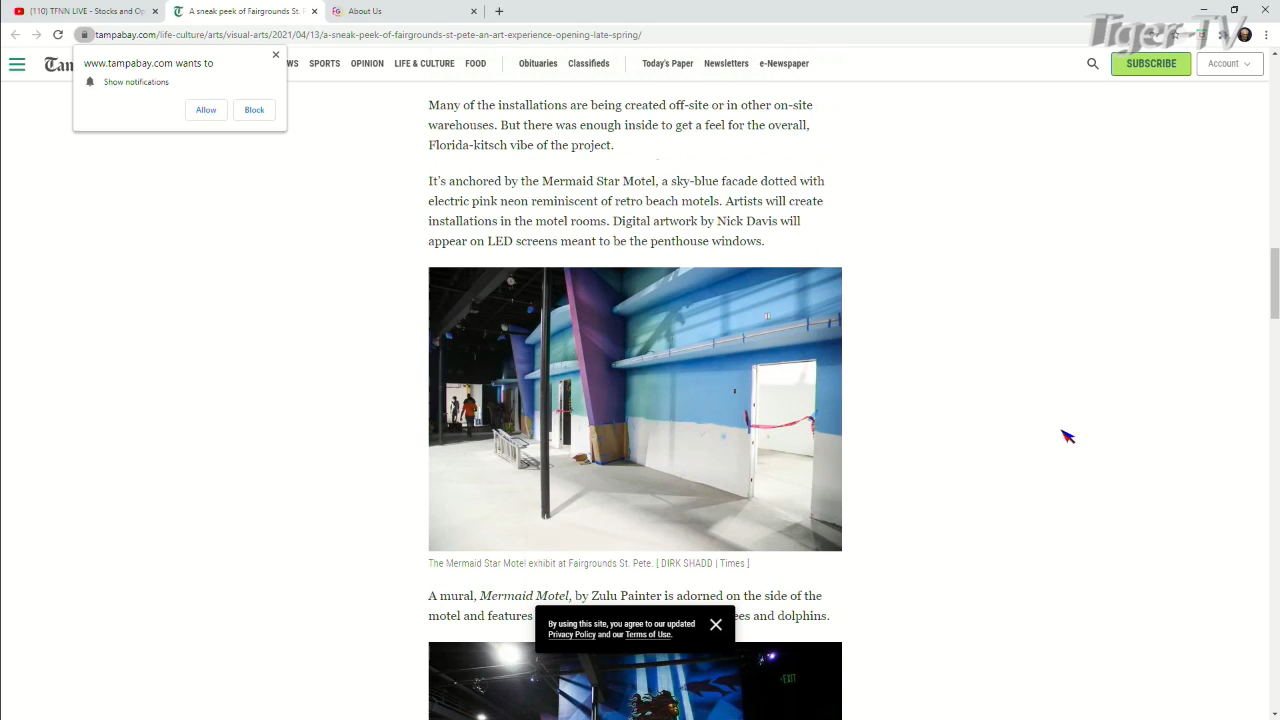 (110) TFNN LIVE - Stocks and Op
A sneak peek of Fairgrounds St. F
FG About Us
tampabay.com/life-culture/arts/visual-arts/2021/04/13/a-sneak-peek-of-fairgrounds-st-pete-an-art-experience-opening-late-spring/
Tiger TV
www.tampabay.com wants to
Show notifications
Allow Block
Tam
WS SPORTS OPINION LIFE & CULTURE FOOD Obituaries Classifieds Today's Paper Newsletters e-Newspaper
SUBSCRIBE
Account
Many of the installations are being created off-site or in other on-site
warehouses. But there was enough inside to get a feel for the overall,
Florida-kitsch vibe of the project.
It's anchored by the Mermaid Star Motel, a sky-blue facade dotted with
electric pink neon reminiscent of retro beach motels. Artists will create
installations in the motel rooms. Digital artwork by Nick Davis will
appear on LED screens meant to be the penthouse windows.
The Mermaid Star Motel exhibit at Fairgrounds St. Pete. [ DIRK SHADD | Times ]
A mural, Mermaid Motel, by Zulu Painter is adorned on the side of the
motel and features ees and dolphins.
By using this site, you agree to our updated
Privacy Policy and our Terms of Use.
EXIT